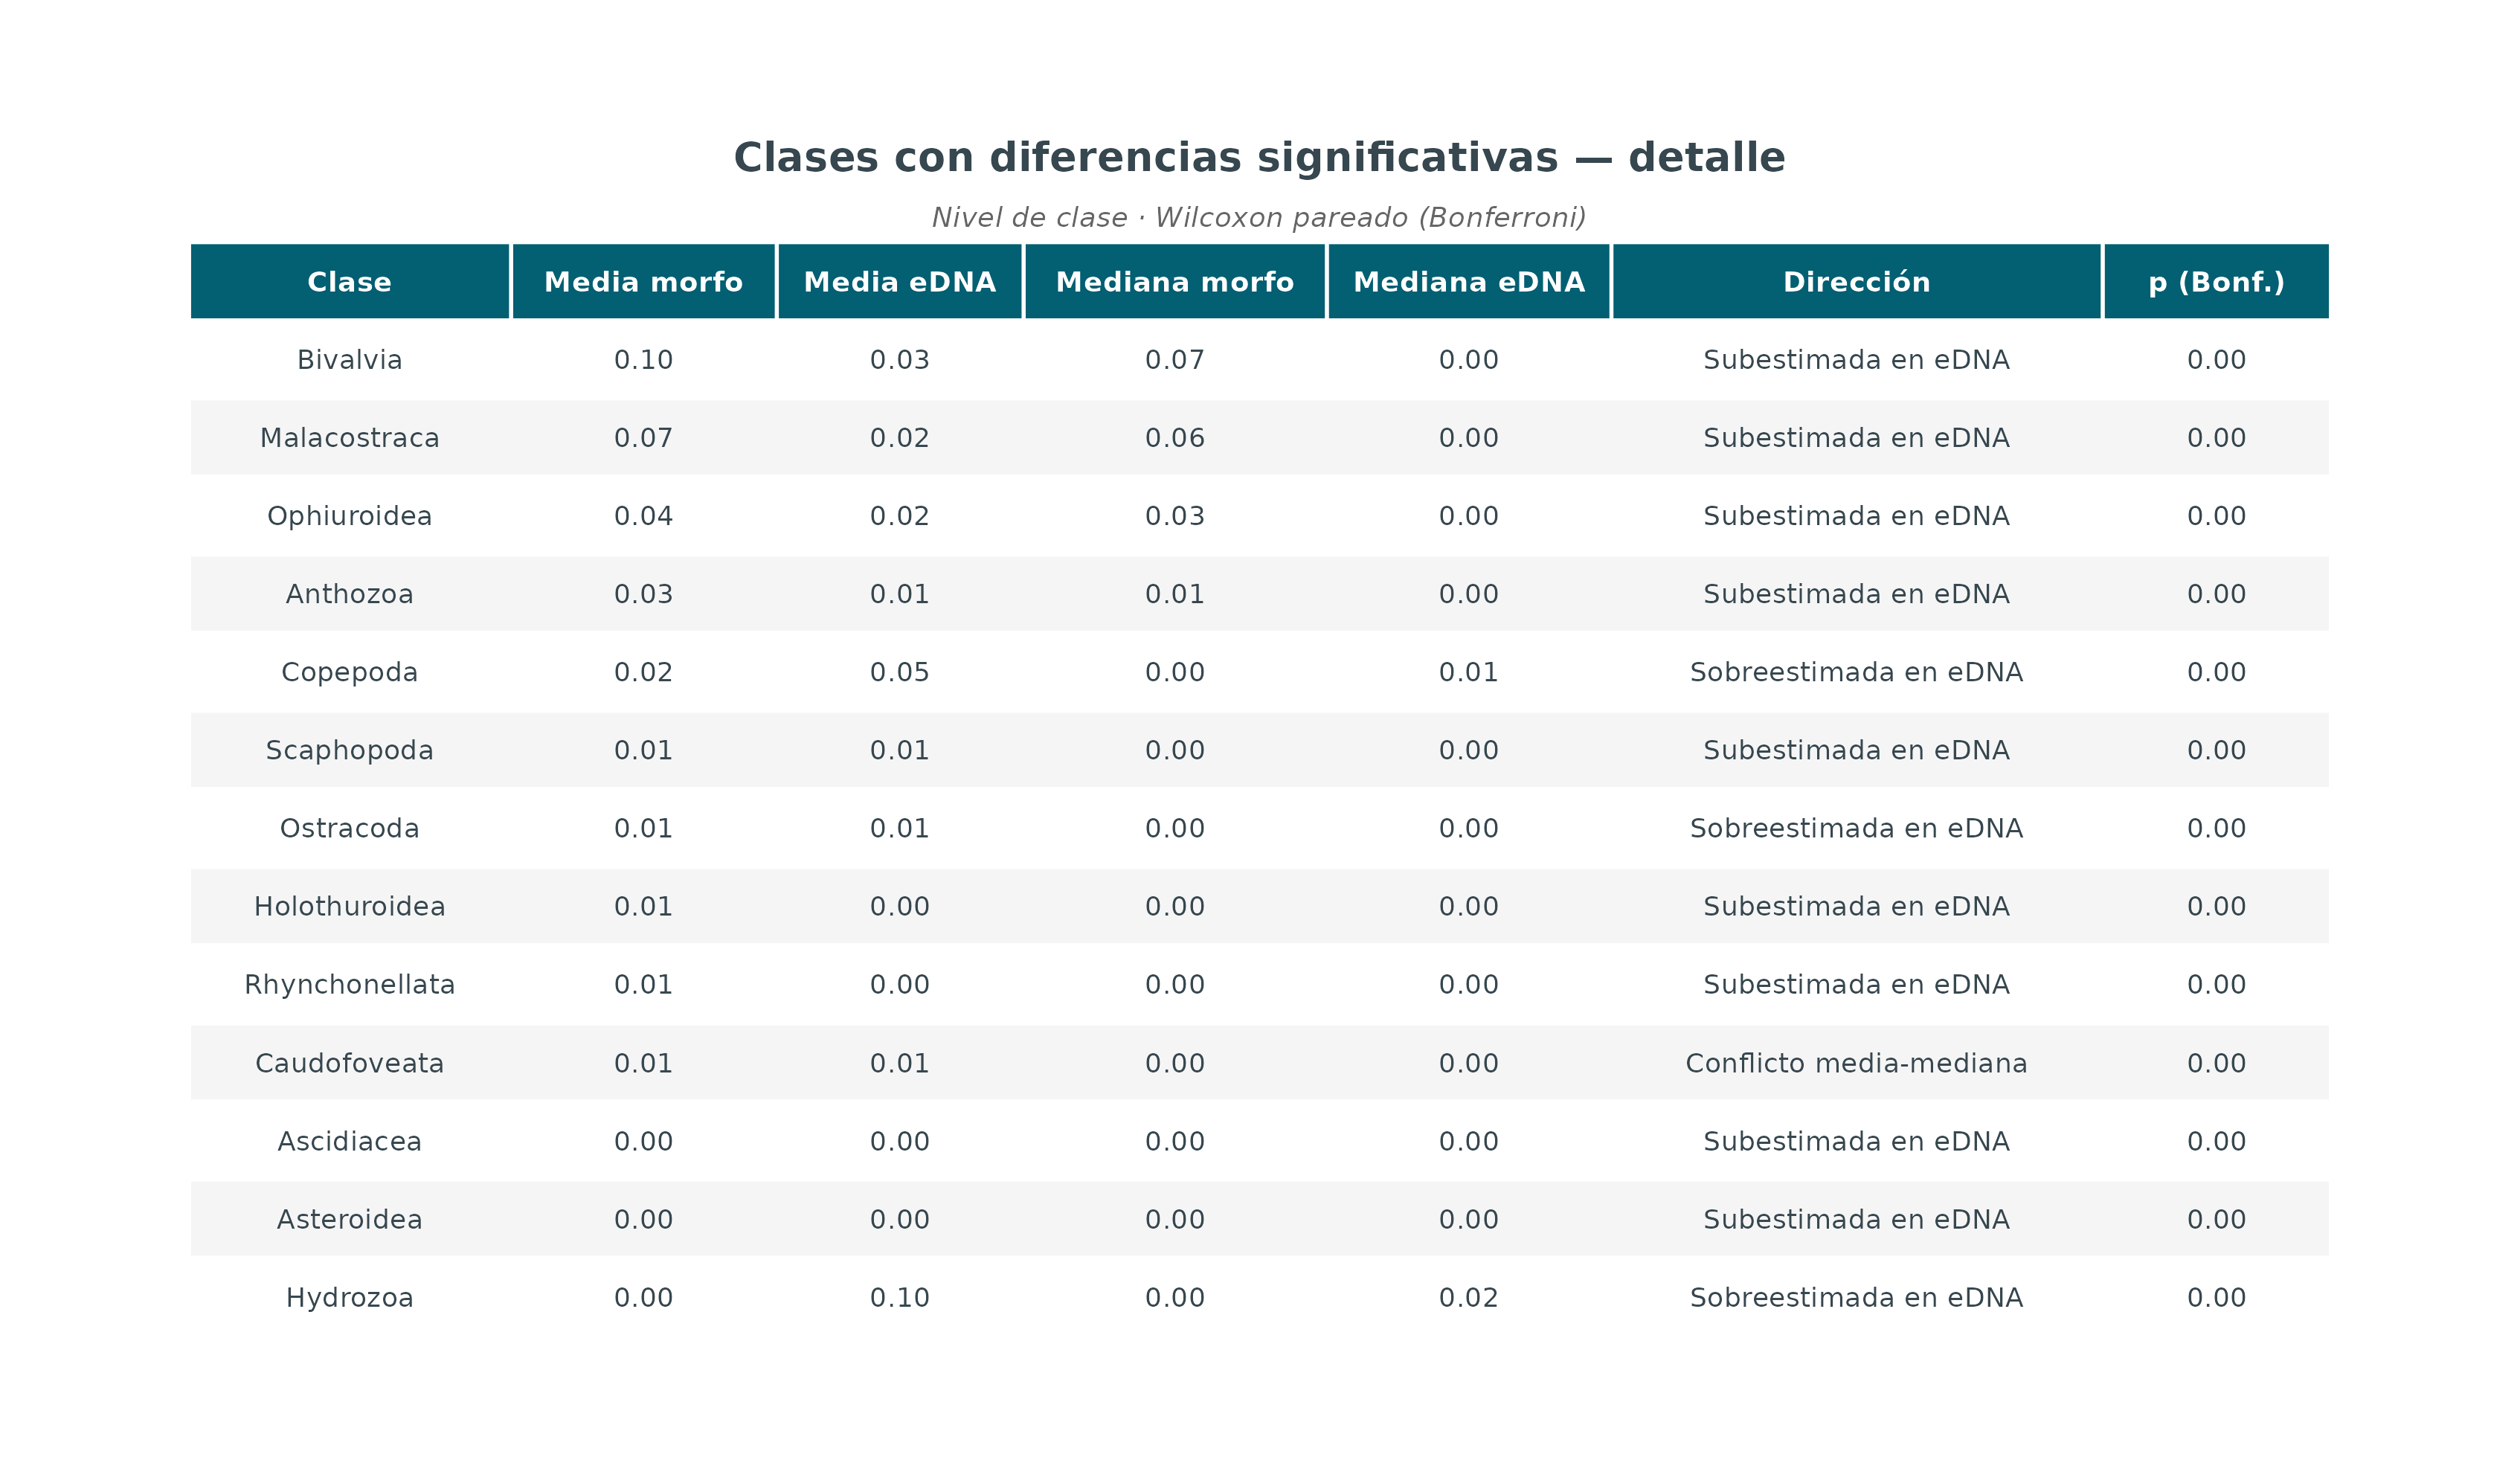 Clases con diferencias significativas — detalle
Nivel de clase · Wilcoxon pareado (Bonferroni)
Clase Media morfo Media eDNA Mediana morfo Mediana eDNA Dirección p (Bonf.)
Bivalvia 0.10 0.03 0.07 0.00 Subestimada en eDNA 0.00
Malacostraca 0.07 0.02 0.06 0.00 Subestimada en eDNA 0.00
Ophiuroidea 0.04 0.02 0.03 0.00 Subestimada en eDNA 0.00
Anthozoa 0.03 0.01 0.01 0.00 Subestimada en eDNA 0.00
Copepoda 0.02 0.05 0.00 0.01 Sobreestimada en eDNA 0.00
Scaphopoda 0.01 0.01 0.00 0.00 Subestimada en eDNA 0.00
Ostracoda 0.01 0.01 0.00 0.00 Sobreestimada en eDNA 0.00
Holothuroidea 0.01 0.00 0.00 0.00 Subestimada en eDNA 0.00
Rhynchonellata 0.01 0.00 0.00 0.00 Subestimada en eDNA 0.00
Caudofoveata 0.01 0.01 0.00 0.00 Conflicto media-mediana 0.00
Ascidiacea 0.00 0.00 0.00 0.00 Subestimada en eDNA 0.00
Asteroidea 0.00 0.00 0.00 0.00 Subestimada en eDNA 0.00
Hydrozoa 0.00 0.10 0.00 0.02 Sobreestimada en eDNA 0.00